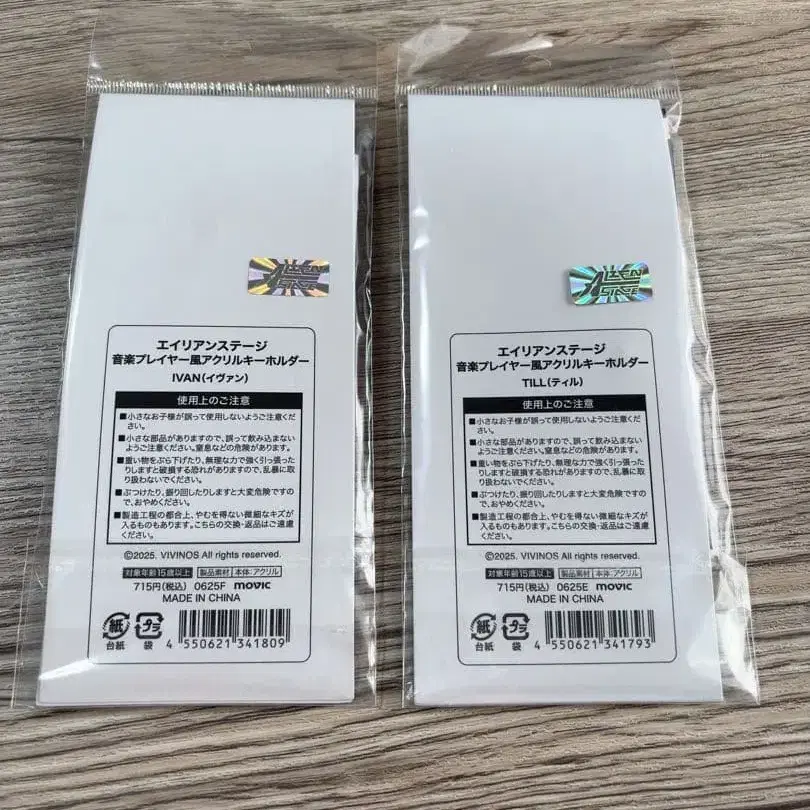 ALIEN STAGE
エイリアンステージ
音楽プレイヤー風アクリルキーホルダー
IVAN(イヴァン)
使用上のご注意
■小さなお子様が誤って使用しないようご注意くだ
さい。
■小さな部品がありますので、誤って飲み込まない
ようご注意ください。窒息などの危険があります。
■重い物をぶら下げたり、無理な力で強く引っ張った
りしますと破損する恐れがありますので、乱暴に取
り扱わないでください。
■ぶつけたり、振り回したりしますと大変危険ですの
で、おやめください。
■製造工程の都合上、やむを得ない微細なキズが
入るものもあります。こちらの交換・返品はご遠慮
ください。
©2025. VIVINOS All rights reserved.
対象年齢15歳以上 製品素材 本体:アクリル
715円(税込) 0625F movic
MADE IN CHINA
紙 プラ
台紙 袋
4 550621 341809
ALIEN STAGE
エイリアンステージ
音楽プレイヤー風アクリルキーホルダー
TILL(ティル)
使用上のご注意
■小さなお子様が誤って使用しないようご注意くだ
さい。
■小さな部品がありますので、誤って飲み込まない
ようご注意ください。窒息などの危険があります。
■重い物をぶら下げたり、無理な力で強く引っ張った
りしますと破損する恐れがありますので、乱暴に取
り扱わないでください。
■ぶつけたり、振り回したりしますと大変危険ですの
で、おやめください。
■製造工程の都合上、やむを得ない微細なキズが
入るものもあります。こちらの交換・返品はご遠慮
ください。
©2025. VIVINOS All rights reserved.
対象年齢15歳以上 製品素材 本体:アクリル
715円(税込) 0625E movic
MADE IN CHINA
紙 プラ
台紙 袋
4 550621 341793